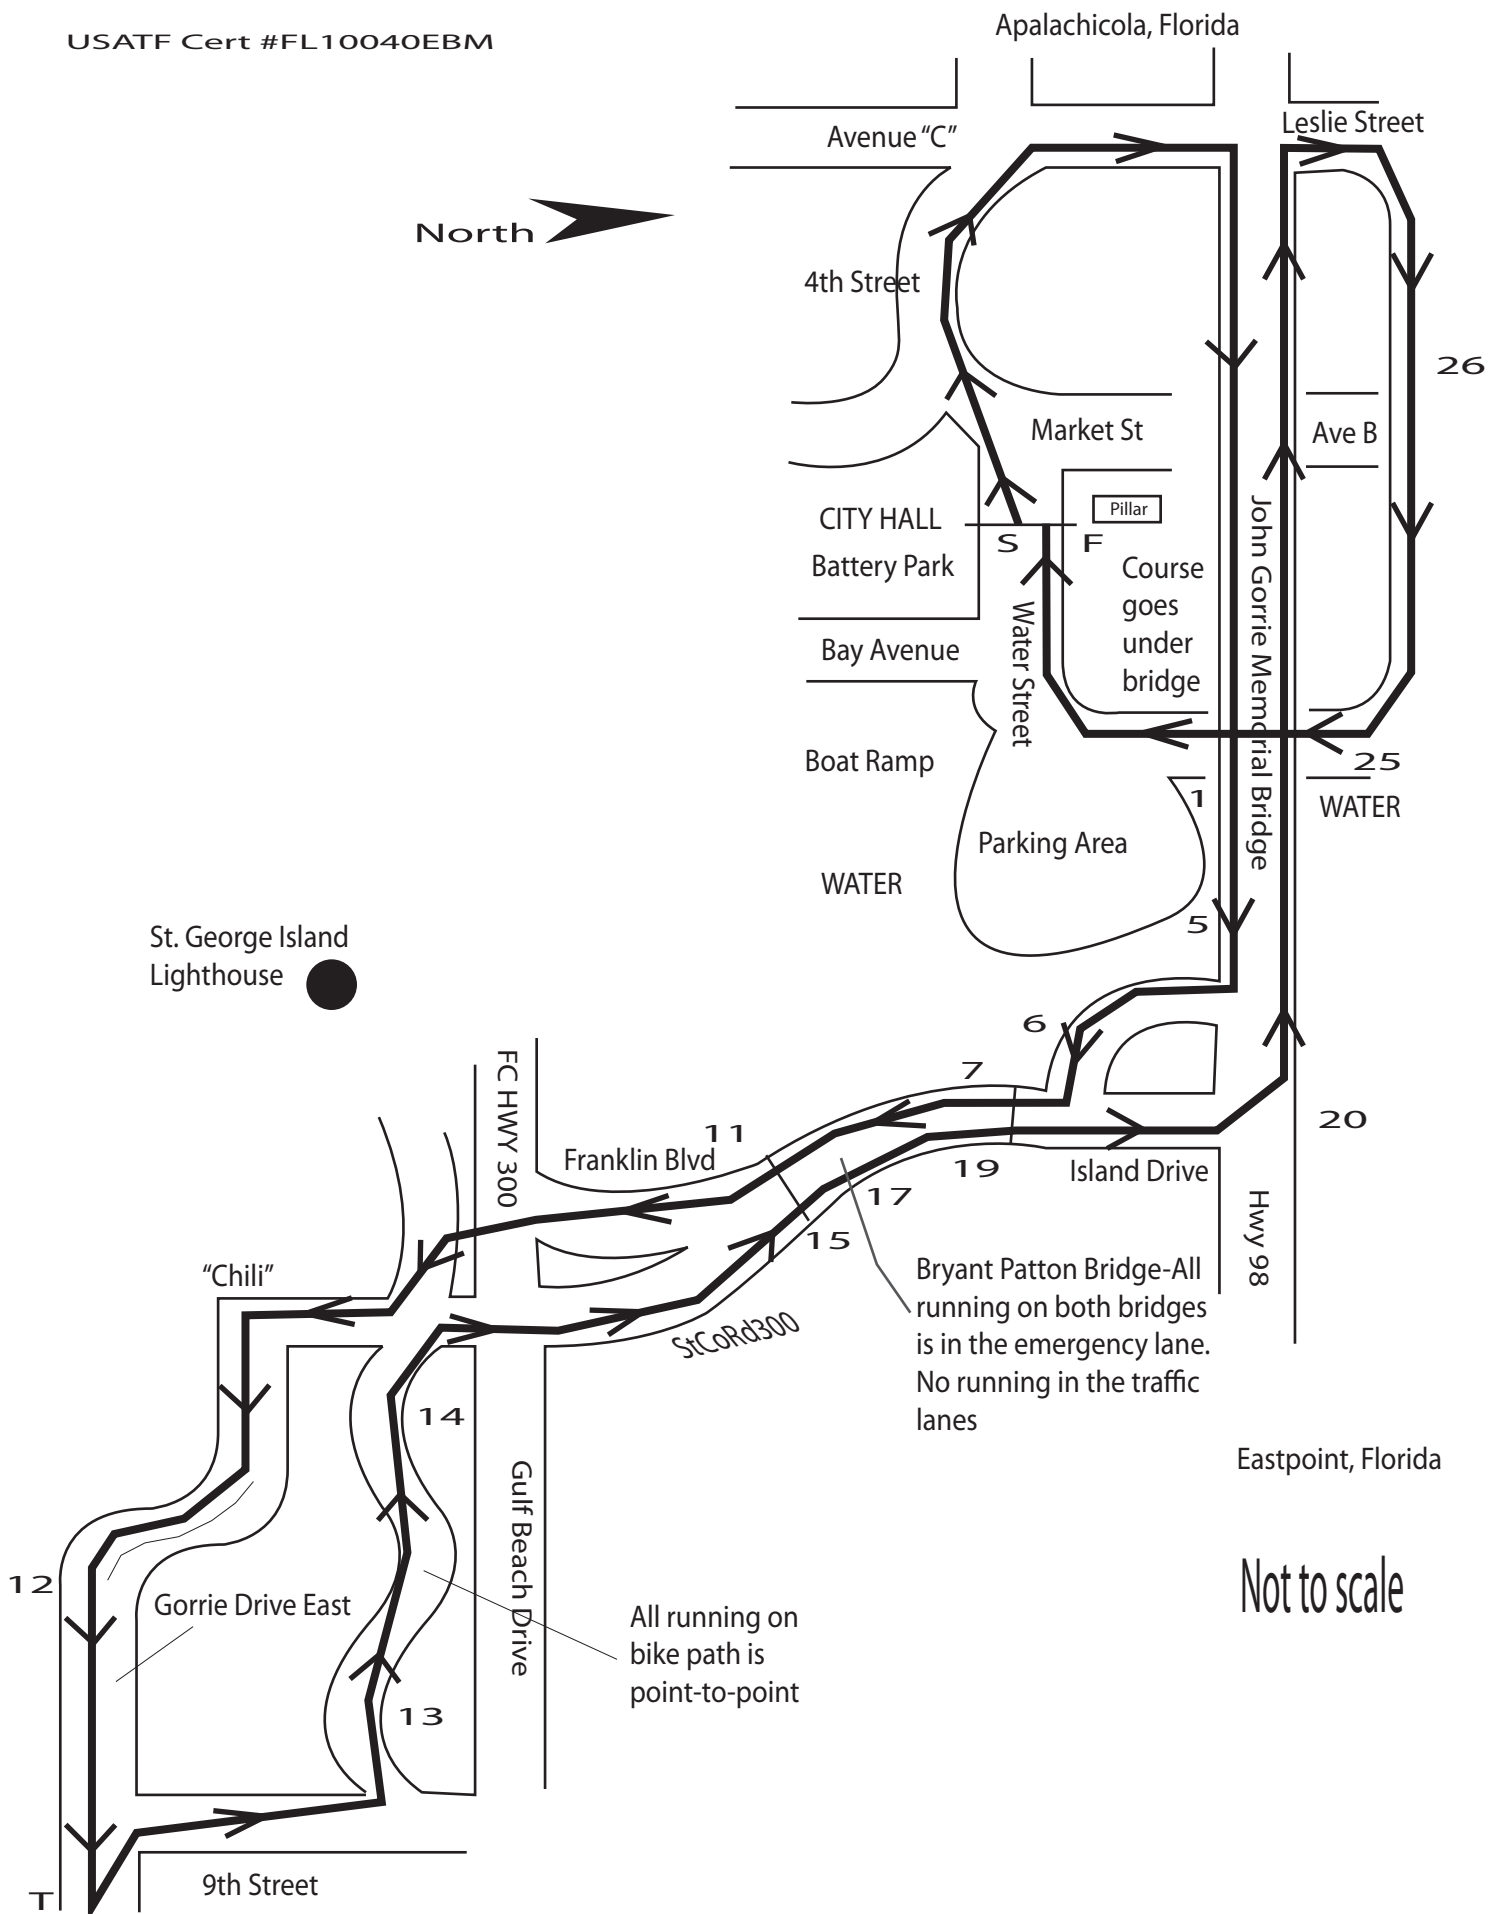 Apalachicola, Florida
USATF Cert #FL10040EBM
Leslie Street
Avenue “C”
North
4th Street
26
Market St
Ave B
Pillar
CITY HALL
S
F
Battery Park
Course
goes
under
bridge
John Gorrie Memorial Bridge
Water Street
Bay Avenue
Boat Ramp
25
1
WATER
Parking Area
WATER
5
St. George Island
Lighthouse
6
7
FC HWY 300
11
20
Franklin Blvd
19
Island Drive
17
15
Hwy 98
“Chili”
Bryant Patton Bridge-All
running on both bridges
is in the emergency lane.
No running in the traffic
lanes
StCoRd300
14
Eastpoint, Florida
Gulf Beach Drive
12
Not to scale
Gorrie Drive East
All running on
bike path is
point-to-point
13
9th Street
T